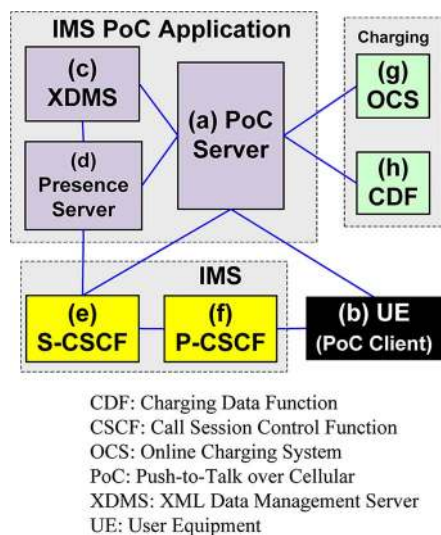 IMS PoC Application
Charging
(c)
XDMS
(a) PoC
Server
(d)
Presence
Server
(g)
OCS
(h)
CDF
IMS
(e)
S-CSCF
(f)
P-CSCF
(b) UE
(PoC Client)
CDF: Charging Data Function
CSCF: Call Session Control Function
OCS: Online Charging System
PoC: Push-to-Talk over Cellular
XDMS: XML Data Management Server
UE: User Equipment